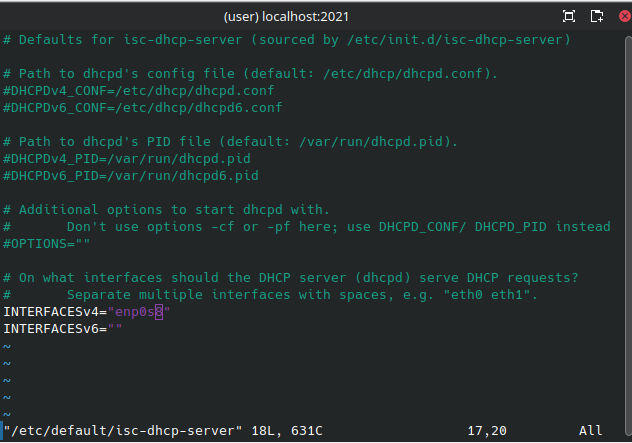 (user) localhost:2021
# Defaults for isc-dhcp-server (sourced by /etc/init.d/isc-dhcp-server)
# Path to dhcpd's config file (default: /etc/dhcp/dhcpd.conf).
#DHCPDv4_CONF=/etc/dhcp/dhcpd.conf
#DHCPDv6_CONF=/etc/dhcp/dhcpd6.conf
# Path to dhcpd's PID file (default: /var/run/dhcpd.pid).
#DHCPDv4_PID=/var/run/dhcpd.pid
#DHCPDv6_PID=/var/run/dhcpd6.pid
# Additional options to start dhcpd with.
#       Don't use options -cf or -pf here; use DHCPD_CONF/ DHCPD_PID instead
#OPTIONS=""
# On what interfaces should the DHCP server (dhcpd) serve DHCP requests?
#       Separate multiple interfaces with spaces, e.g. "eth0 eth1".
INTERFACESv4="enp0s8"
INTERFACESv6=""
~
~
~
~
~
"/etc/default/isc-dhcp-server" 18L, 631C 17,20 All